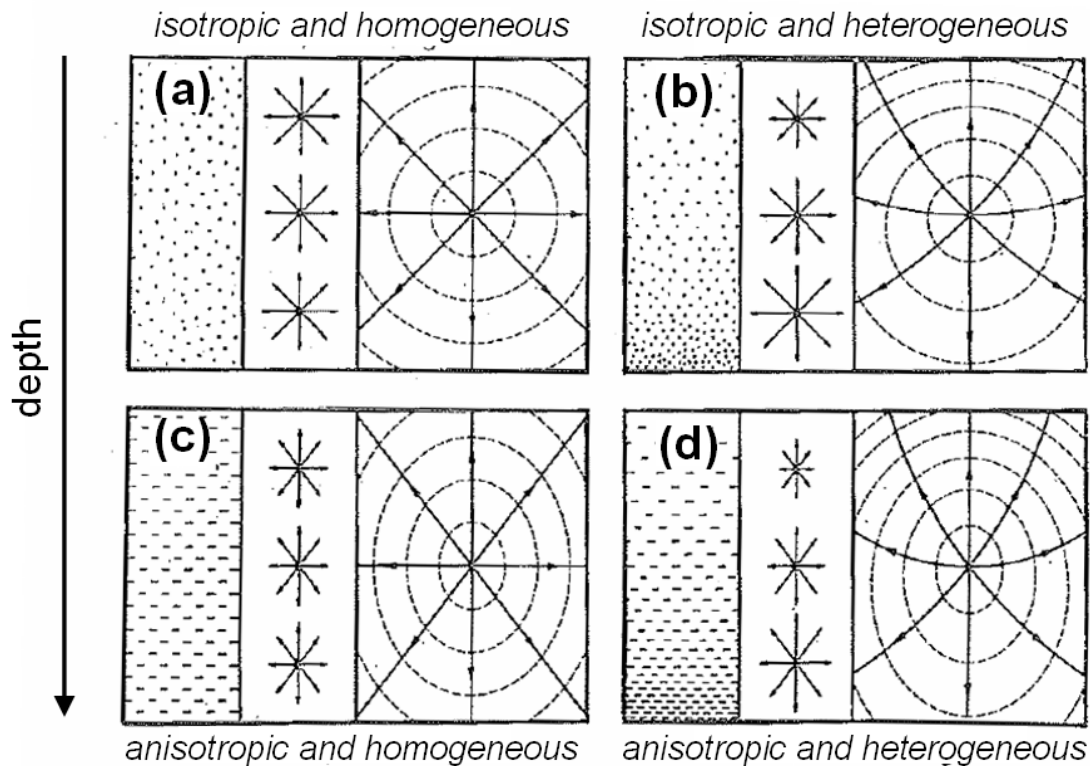 isotropic and homogeneous
isotropic and heterogeneous
(a)
(b)
depth
(c)
(d)
anisotropic and homogeneous
anisotropic and heterogeneous